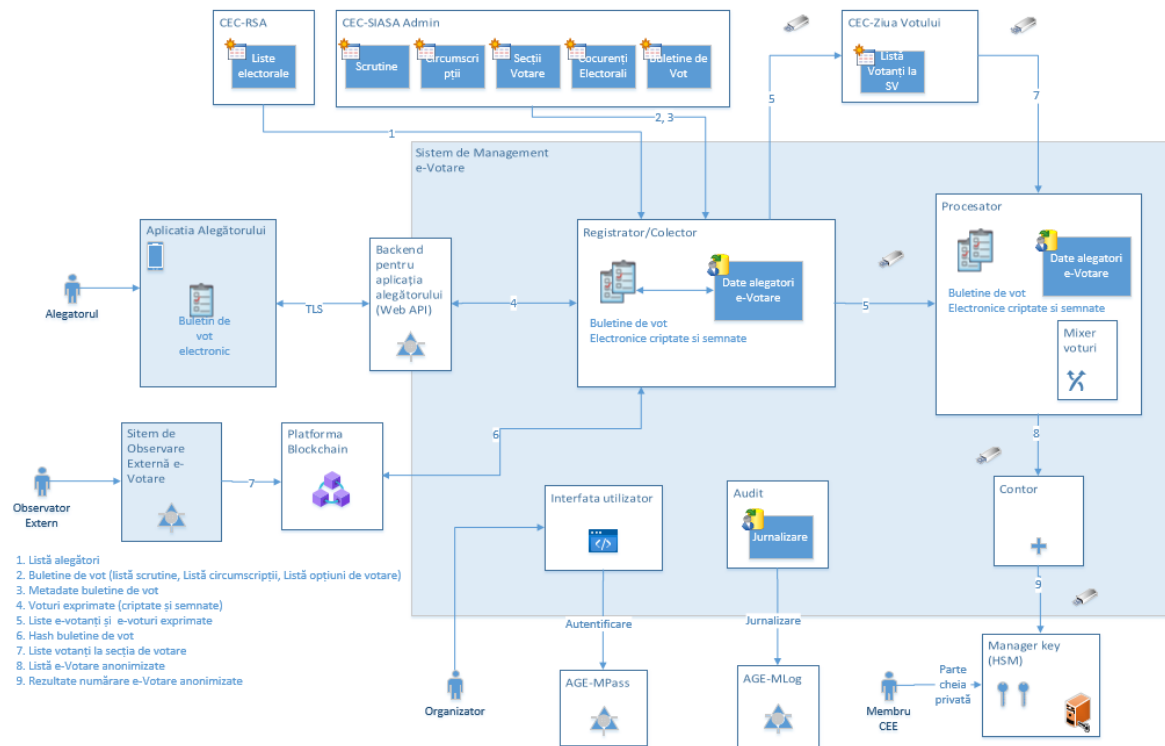 CEC-RSA
Liste
electorale
CEC-SIASA Admin
Scrutine
Circumscri
pții
Secții
Votare
Cocurenți
Electorali
Buletine de
Vot
CEC-Ziua Votului
Listă
Votanți la
SV
1
2, 3
5
7
Sistem de Management
e-Votare
Aplicatia Alegătorului
Buletin de
vot
electronic
Alegatorul
TLS
Backend
pentru
aplicația
alegătorului
(Web API)
4
Registrator/Colector
Date alegatori
e-Votare
Buletine de vot
Electronice criptate si semnate
5
Procesator
Date alegatori
e-Votare
Buletine de vot
Electronice criptate si semnate
Mixer
voturi
6
8
Sitem de
Observare
Externă e-
Votare
Observator
Extern
7
Platforma
Blockchain
Interfata utilizator
Audit
Jurnalizare
Contor
9
1. Listă alegători
2. Buletine de vot (listă scrutine, Listă circumscripții, Listă opțiuni de votare)
3. Metadate buletine de vot
4. Voturi exprimate (criptate și semnate)
5. Liste e-votanți și e-voturi exprimate
6. Hash buletine de vot
7. Liste votanți la secția de votare
8. Listă e-Votare anonimizate
9. Rezultate numărare e-Votare anonimizate
Autentificare
Jurnalizare
Organizator
AGE-MPass
AGE-MLog
Membru
CEE
Parte
cheia
privată
Manager key
(HSM)